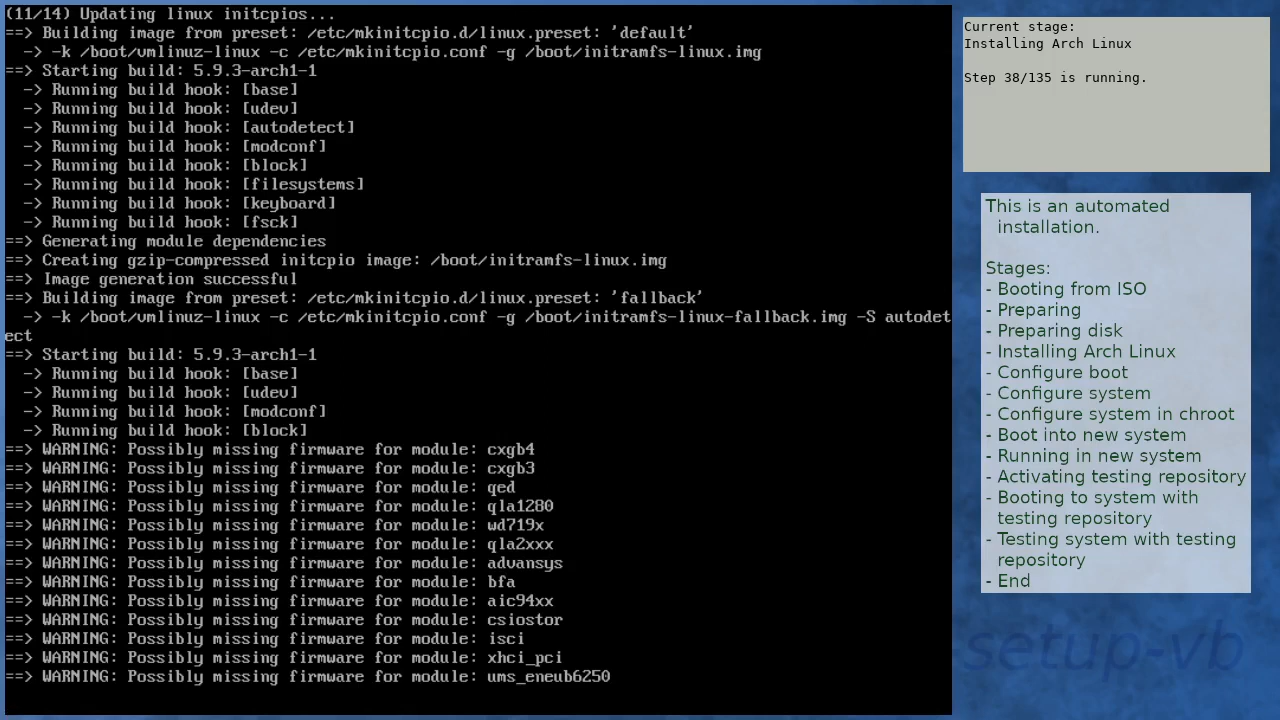 (11/14) Updating linux initcpios...
==> Building image from preset: /etc/mkinitcpio.d/linux.preset: 'default'
  -> -k /boot/vmlinuz-linux -c /etc/mkinitcpio.conf -g /boot/initramfs-linux.img
==> Starting build: 5.9.3-arch1-1
  -> Running build hook: [base]
  -> Running build hook: [udev]
  -> Running build hook: [autodetect]
  -> Running build hook: [modconf]
  -> Running build hook: [block]
  -> Running build hook: [filesystems]
  -> Running build hook: [keyboard]
  -> Running build hook: [fsck]
==> Generating module dependencies
==> Creating gzip-compressed initcpio image: /boot/initramfs-linux.img
==> Image generation successful
==> Building image from preset: /etc/mkinitcpio.d/linux.preset: 'fallback'
  -> -k /boot/vmlinuz-linux -c /etc/mkinitcpio.conf -g /boot/initramfs-linux-fallback.img -S autodet
ect
==> Starting build: 5.9.3-arch1-1
  -> Running build hook: [base]
  -> Running build hook: [udev]
  -> Running build hook: [modconf]
  -> Running build hook: [block]
==> WARNING: Possibly missing firmware for module: cxgb4
==> WARNING: Possibly missing firmware for module: cxgb3
==> WARNING: Possibly missing firmware for module: qed
==> WARNING: Possibly missing firmware for module: qla1280
==> WARNING: Possibly missing firmware for module: wd719x
==> WARNING: Possibly missing firmware for module: qla2xxx
==> WARNING: Possibly missing firmware for module: advansys
==> WARNING: Possibly missing firmware for module: bfa
==> WARNING: Possibly missing firmware for module: aic94xx
==> WARNING: Possibly missing firmware for module: csiostor
==> WARNING: Possibly missing firmware for module: isci
==> WARNING: Possibly missing firmware for module: xhci_pci
==> WARNING: Possibly missing firmware for module: ums_eneub6250
Current stage:
Installing Arch Linux
Step 38/135 is running.
This is an automated
installation.
Stages:
- Booting from ISO
- Preparing
- Preparing disk
- Installing Arch Linux
- Configure boot
- Configure system
- Configure system in chroot
- Boot into new system
- Running in new system
- Activating testing repository
- Booting to system with
testing repository
- Testing system with testing
repository
- End
setup-vb